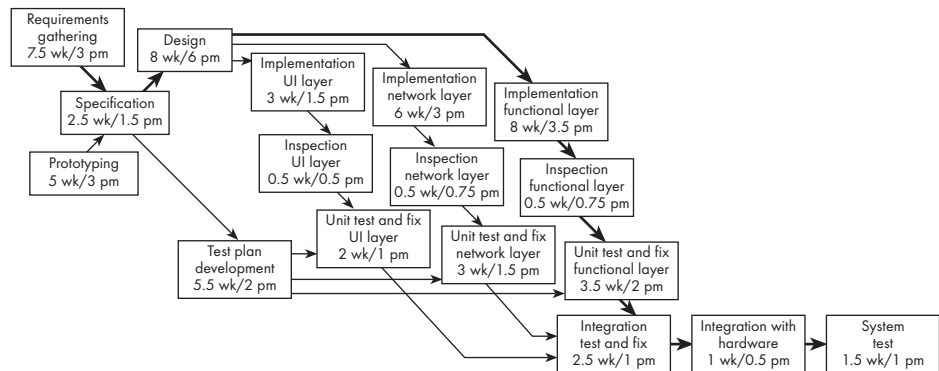 Requirements
gathering
7.5 wk/3 pm
Design
8 wk/6 pm
Implementation
UI layer
3 wk/1.5 pm
Implementation
network layer
6 wk/3 pm
Implementation
functional layer
8 wk/3.5 pm
Specification
2.5 wk/1.5 pm
Prototyping
5 wk/3 pm
Inspection
UI layer
0.5 wk/0.5 pm
Inspection
network layer
0.5 wk/0.75 pm
Inspection
functional layer
0.5 wk/0.75 pm
Test plan
development
5.5 wk/2 pm
Unit test and fix
UI layer
2 wk/1 pm
Unit test and fix
network layer
3 wk/1.5 pm
Unit test and fix
functional layer
3.5 wk/2 pm
Integration
test and fix
2.5 wk/1 pm
Integration with
hardware
1 wk/0.5 pm
System
test
1.5 wk/1 pm